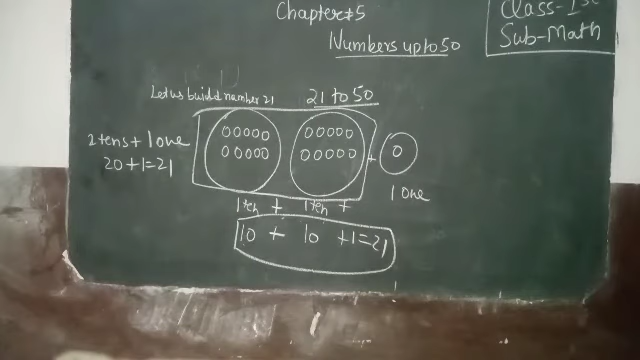 Chapter#5
Class-1st
Sub-Math
Numbers up to 50
Let us build number 21
21 to 50
2 tens + 1 one
20+1=21
00000 00000
00000 00000 + 0
1 One
1 ten + 1 ten +
10 + 10 +1=21